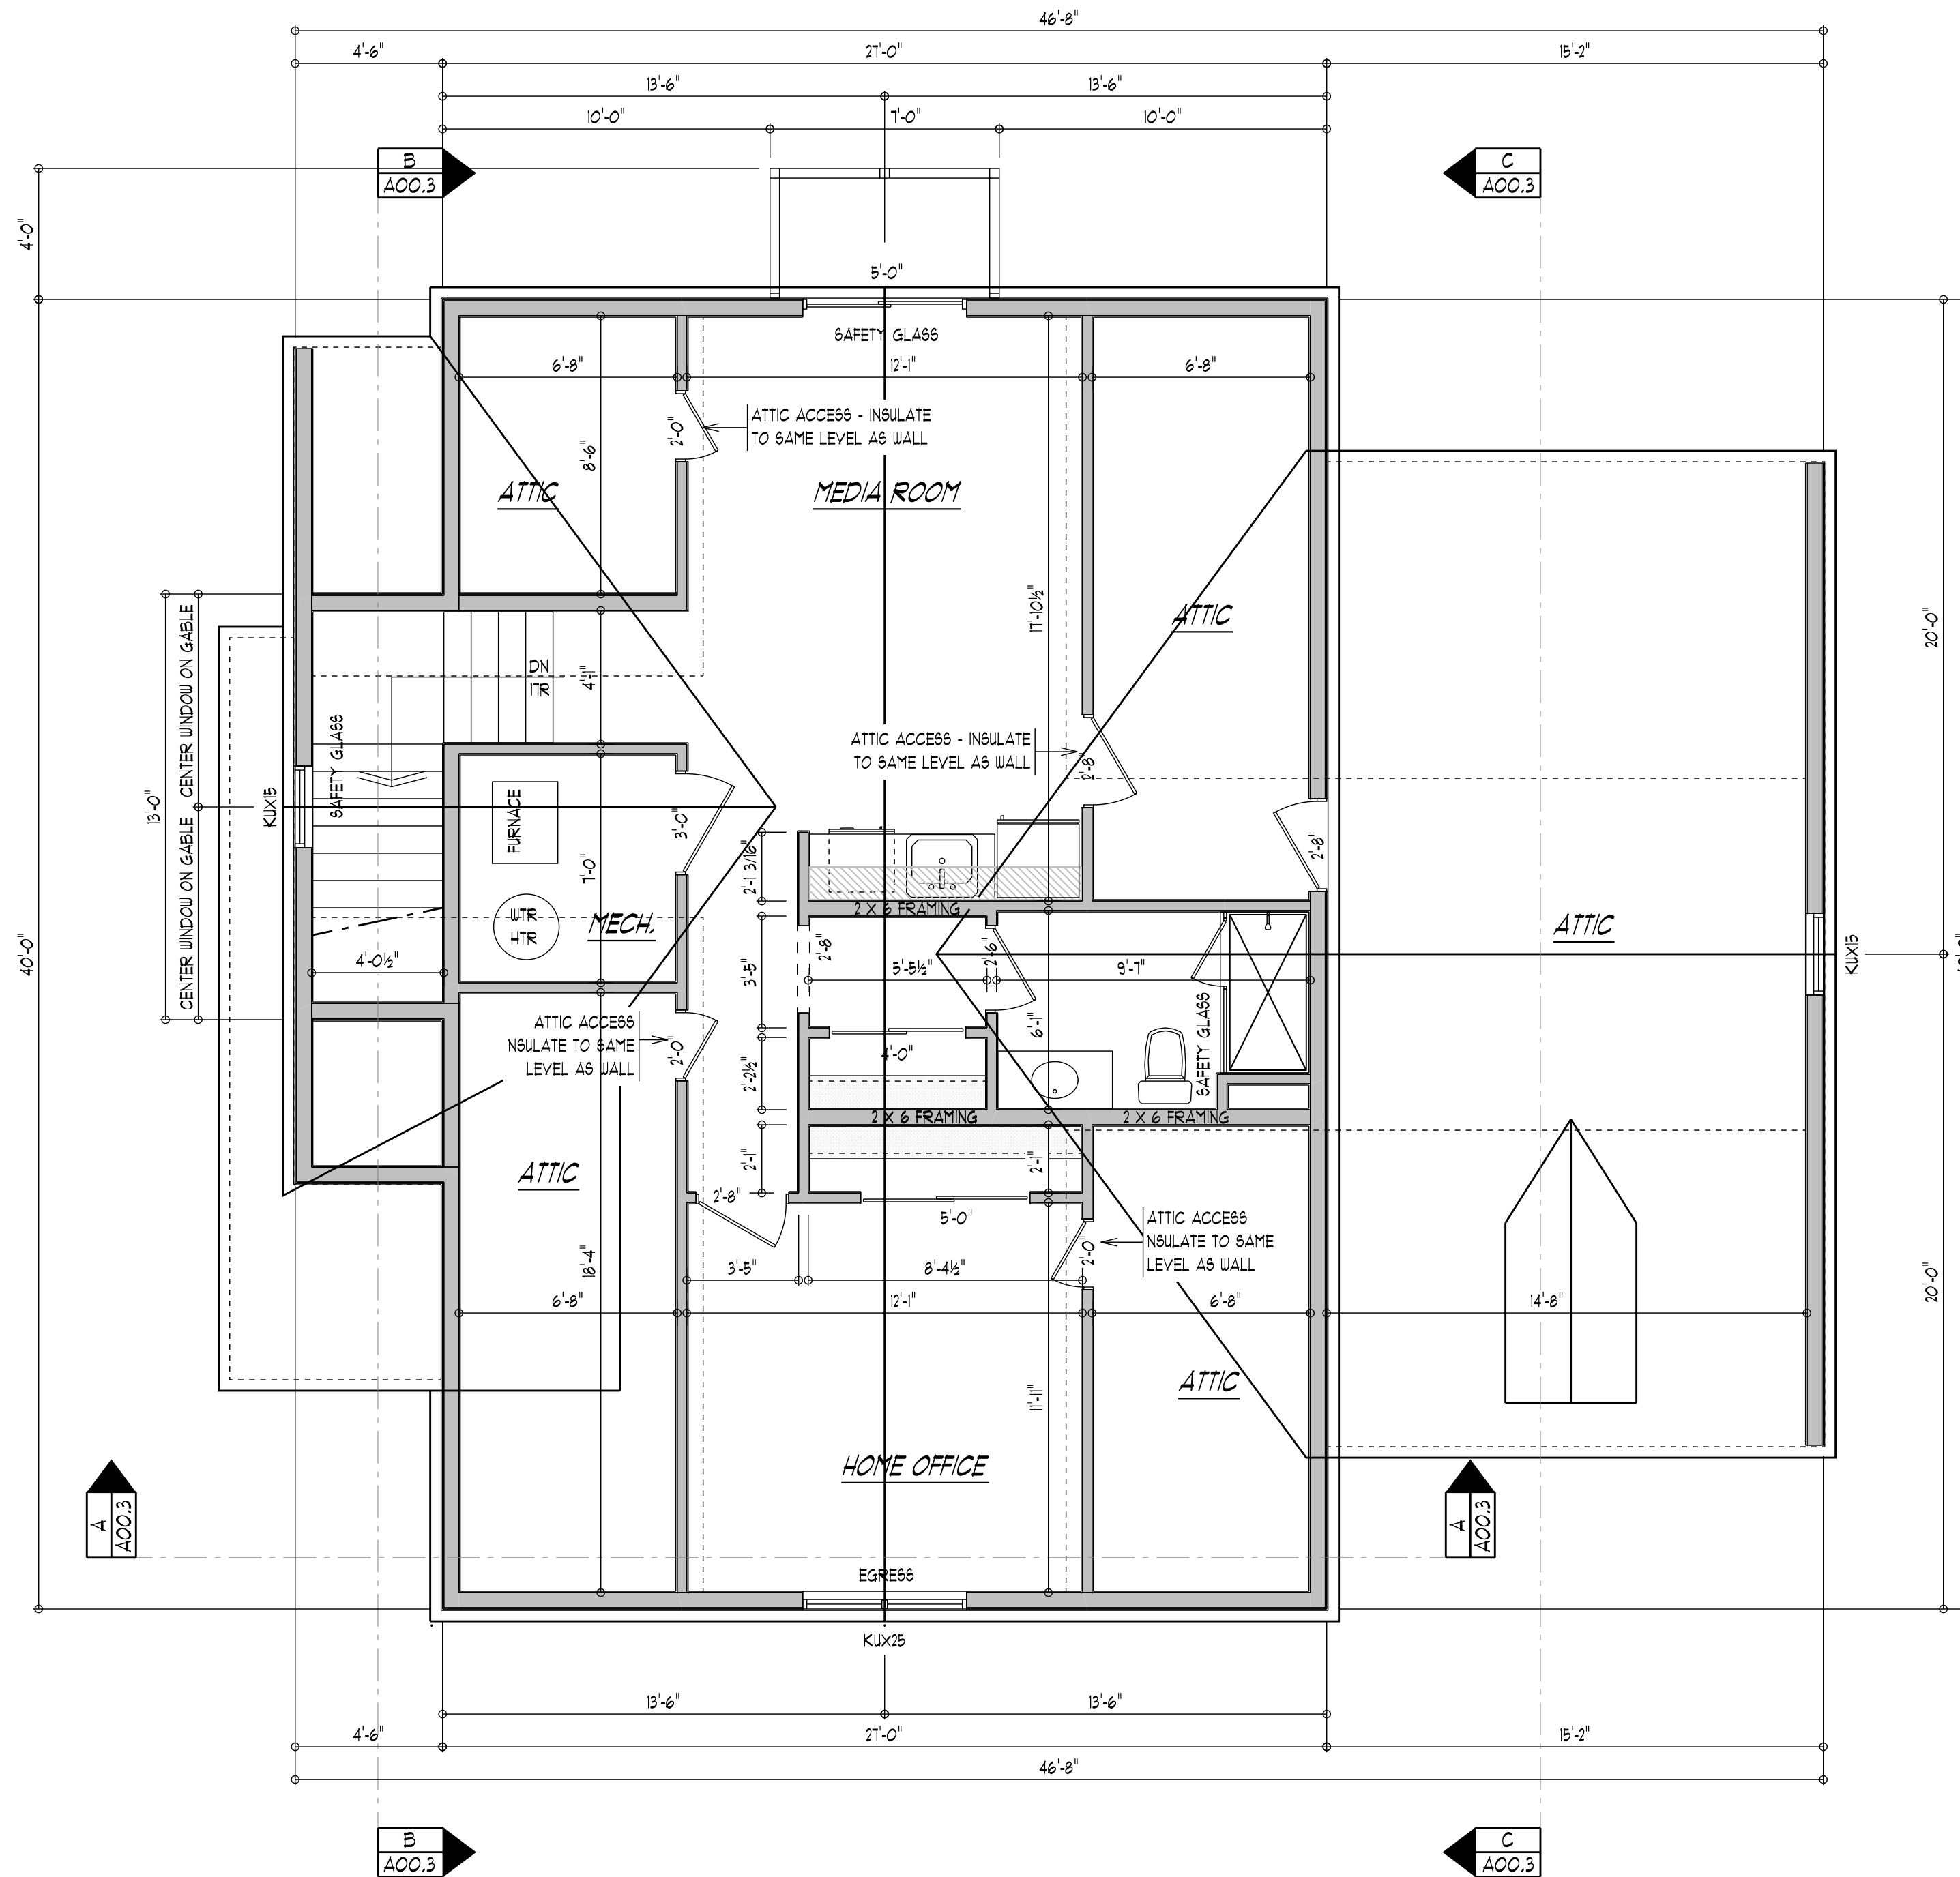 46'-8"
4'-6"
27'-0"
15'-2"
13'-6"
13'-6"
10'-0"
7'-0"
10'-0"
B
A00.3
C
A00.3
4'-0"
5'-0"
SAFETY GLASS
6'-8"
12'-1"
6'-8"
ATTIC ACCESS - INSULATE
TO SAME LEVEL AS WALL
2'-0"
8'-6"
ATTIC
MEDIA ROOM
17'-10½"
ATTIC
20'-0"
DN
17R
4'-1"
CENTER WINDOW ON GABLE
CENTER WINDOW ON GABLE
13'-0"
SAFETY GLASS
KUX15
ATTIC ACCESS - INSULATE
TO SAME LEVEL AS WALL
2'-8"
FURNACE
3'-0"
7'-0"
2'-1 3/16"
2'-8"
WTR
HTR
MECH.
2 X 6 FRAMING
ATTIC
KUX15
40'-0"
4'-0½"
3'-5"
2'-8"
5'-5½"
2'-6"
9'-7"
ATTIC ACCESS
NSULATE TO SAME
LEVEL AS WALL
2'-0"
6'-1"
SAFETY GLASS
4'-0"
2'-2½"
2 X 6 FRAMING
2 X 6 FRAMING
ATTIC
2'-1"
2'-1"
2'-8"
5'-0"
ATTIC ACCESS
NSULATE TO SAME
LEVEL AS WALL
2'-0"
18'-4"
3'-5"
8'-4½"
6'-8"
12'-1"
6'-8"
14'-8"
20'-0"
11'-11"
ATTIC
HOME OFFICE
A
A00.3
A
A00.3
EGRESS
KUX25
13'-6"
13'-6"
4'-6"
27'-0"
15'-2"
46'-8"
B
A00.3
C
A00.3